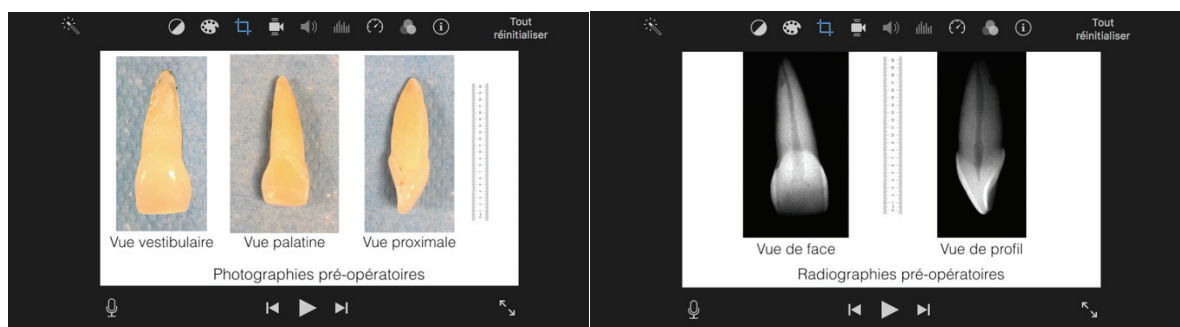 Tout
réinitialiser
Vue vestibulaire
Vue palatine
Vue proximale
Photographies pré-opératoires
Tout
réinitialiser
Vue de face
Vue de profil
Radiographies pré-opératoires